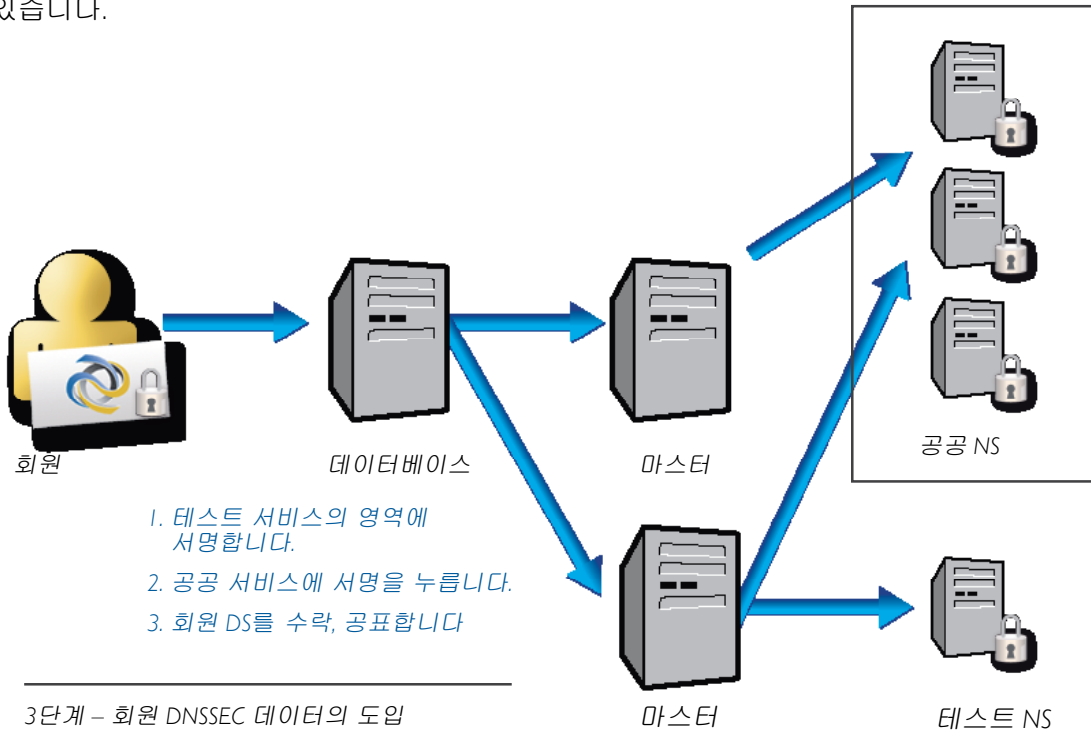 있습니다.
회원
데이터베이스
마스터
공공 NS
1. 테스트 서비스의 영역에
서명합니다.
2. 공공 서비스에 서명을 누릅니다.
3. 회원 DS를 수락, 공표합니다
3단계 – 회원 DNSSEC 데이터의 도입
마스터
테스트 NS